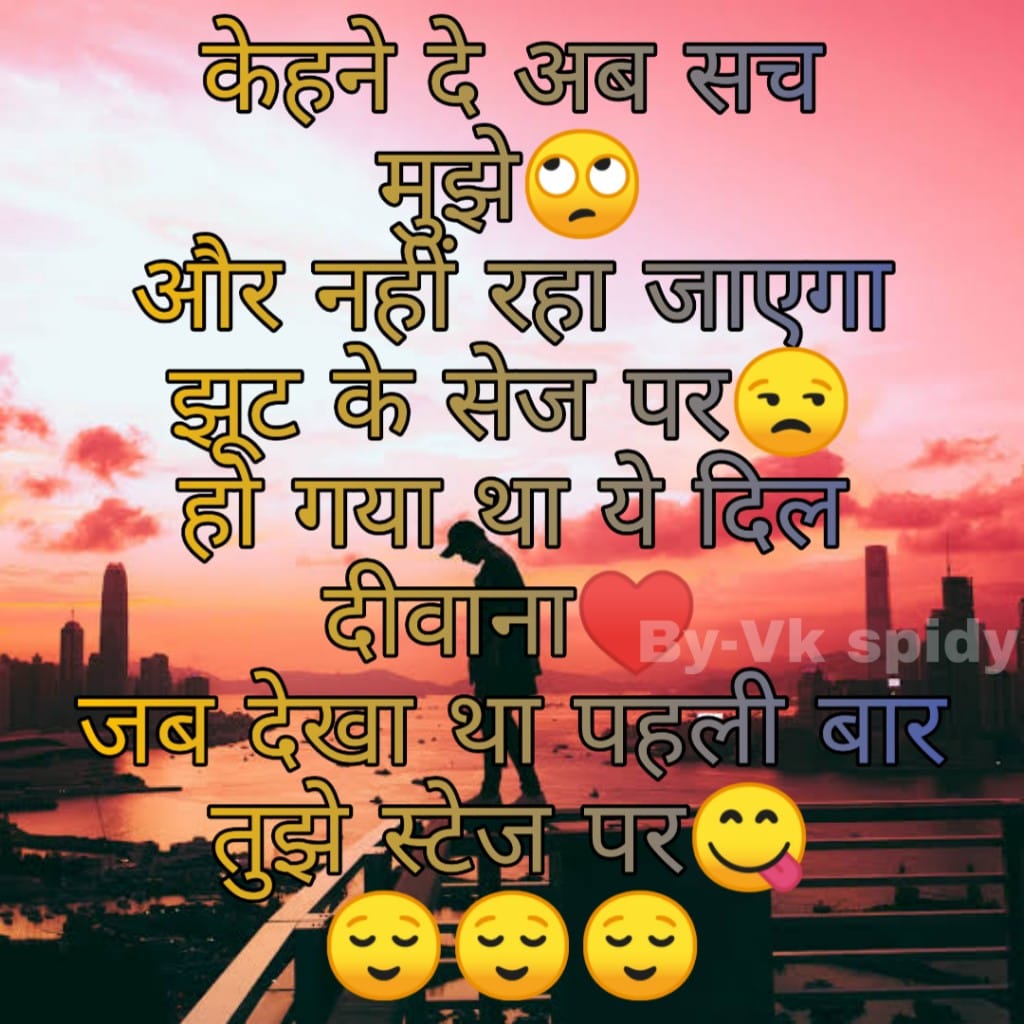 केहने दे अब सच
मुझे🙄
और नहीं रहा जाएगा
झूट के सेज पर😒
हो गया था ये दिल
दीवाना❤️
By-Vk spidy
जब देखा था पहली बार
तुझे स्टेज पर😋
😌😌😌